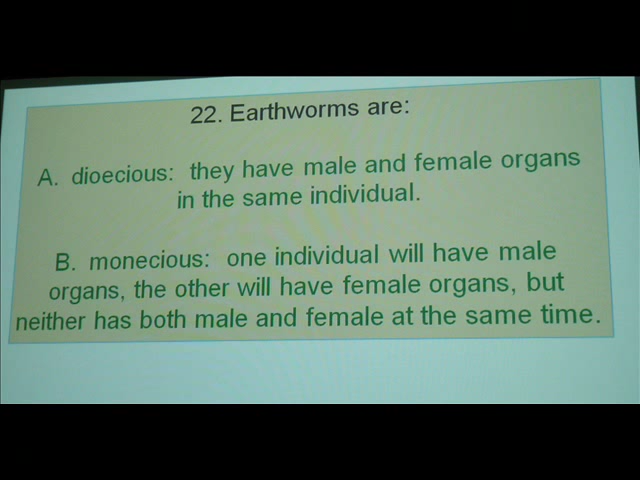 22. Earthworms are:
A. dioecious: they have male and female organs
in the same individual.
B. monecious: one individual will have male
organs, the other will have female organs, but
neither has both male and female at the same time.